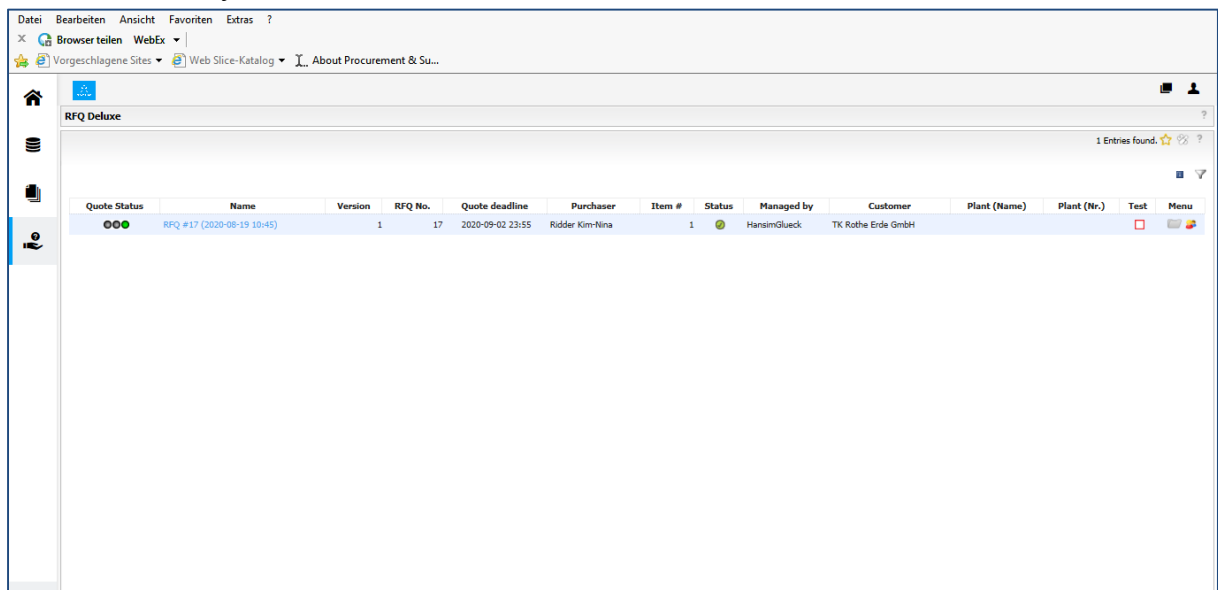 Datei Bearbeiten Ansicht Favoriten Extras ?
Browser teilen WebEx
Vorgeschlagene Sites Web Slice-Katalog About Procurement & Su...
RFQ Deluxe ?
1 Entries found. ?
Quote Status Name Version RFQ No. Quote deadline Purchaser Item # Status Managed by Customer Plant (Name) Plant (Nr.) Test Menu
RFQ #17 (2020-08-19 10:45) 1 17 2020-09-02 23:55 Ridder Kim-Nina 1 HansimGlueck TK Rothe Erde GmbH